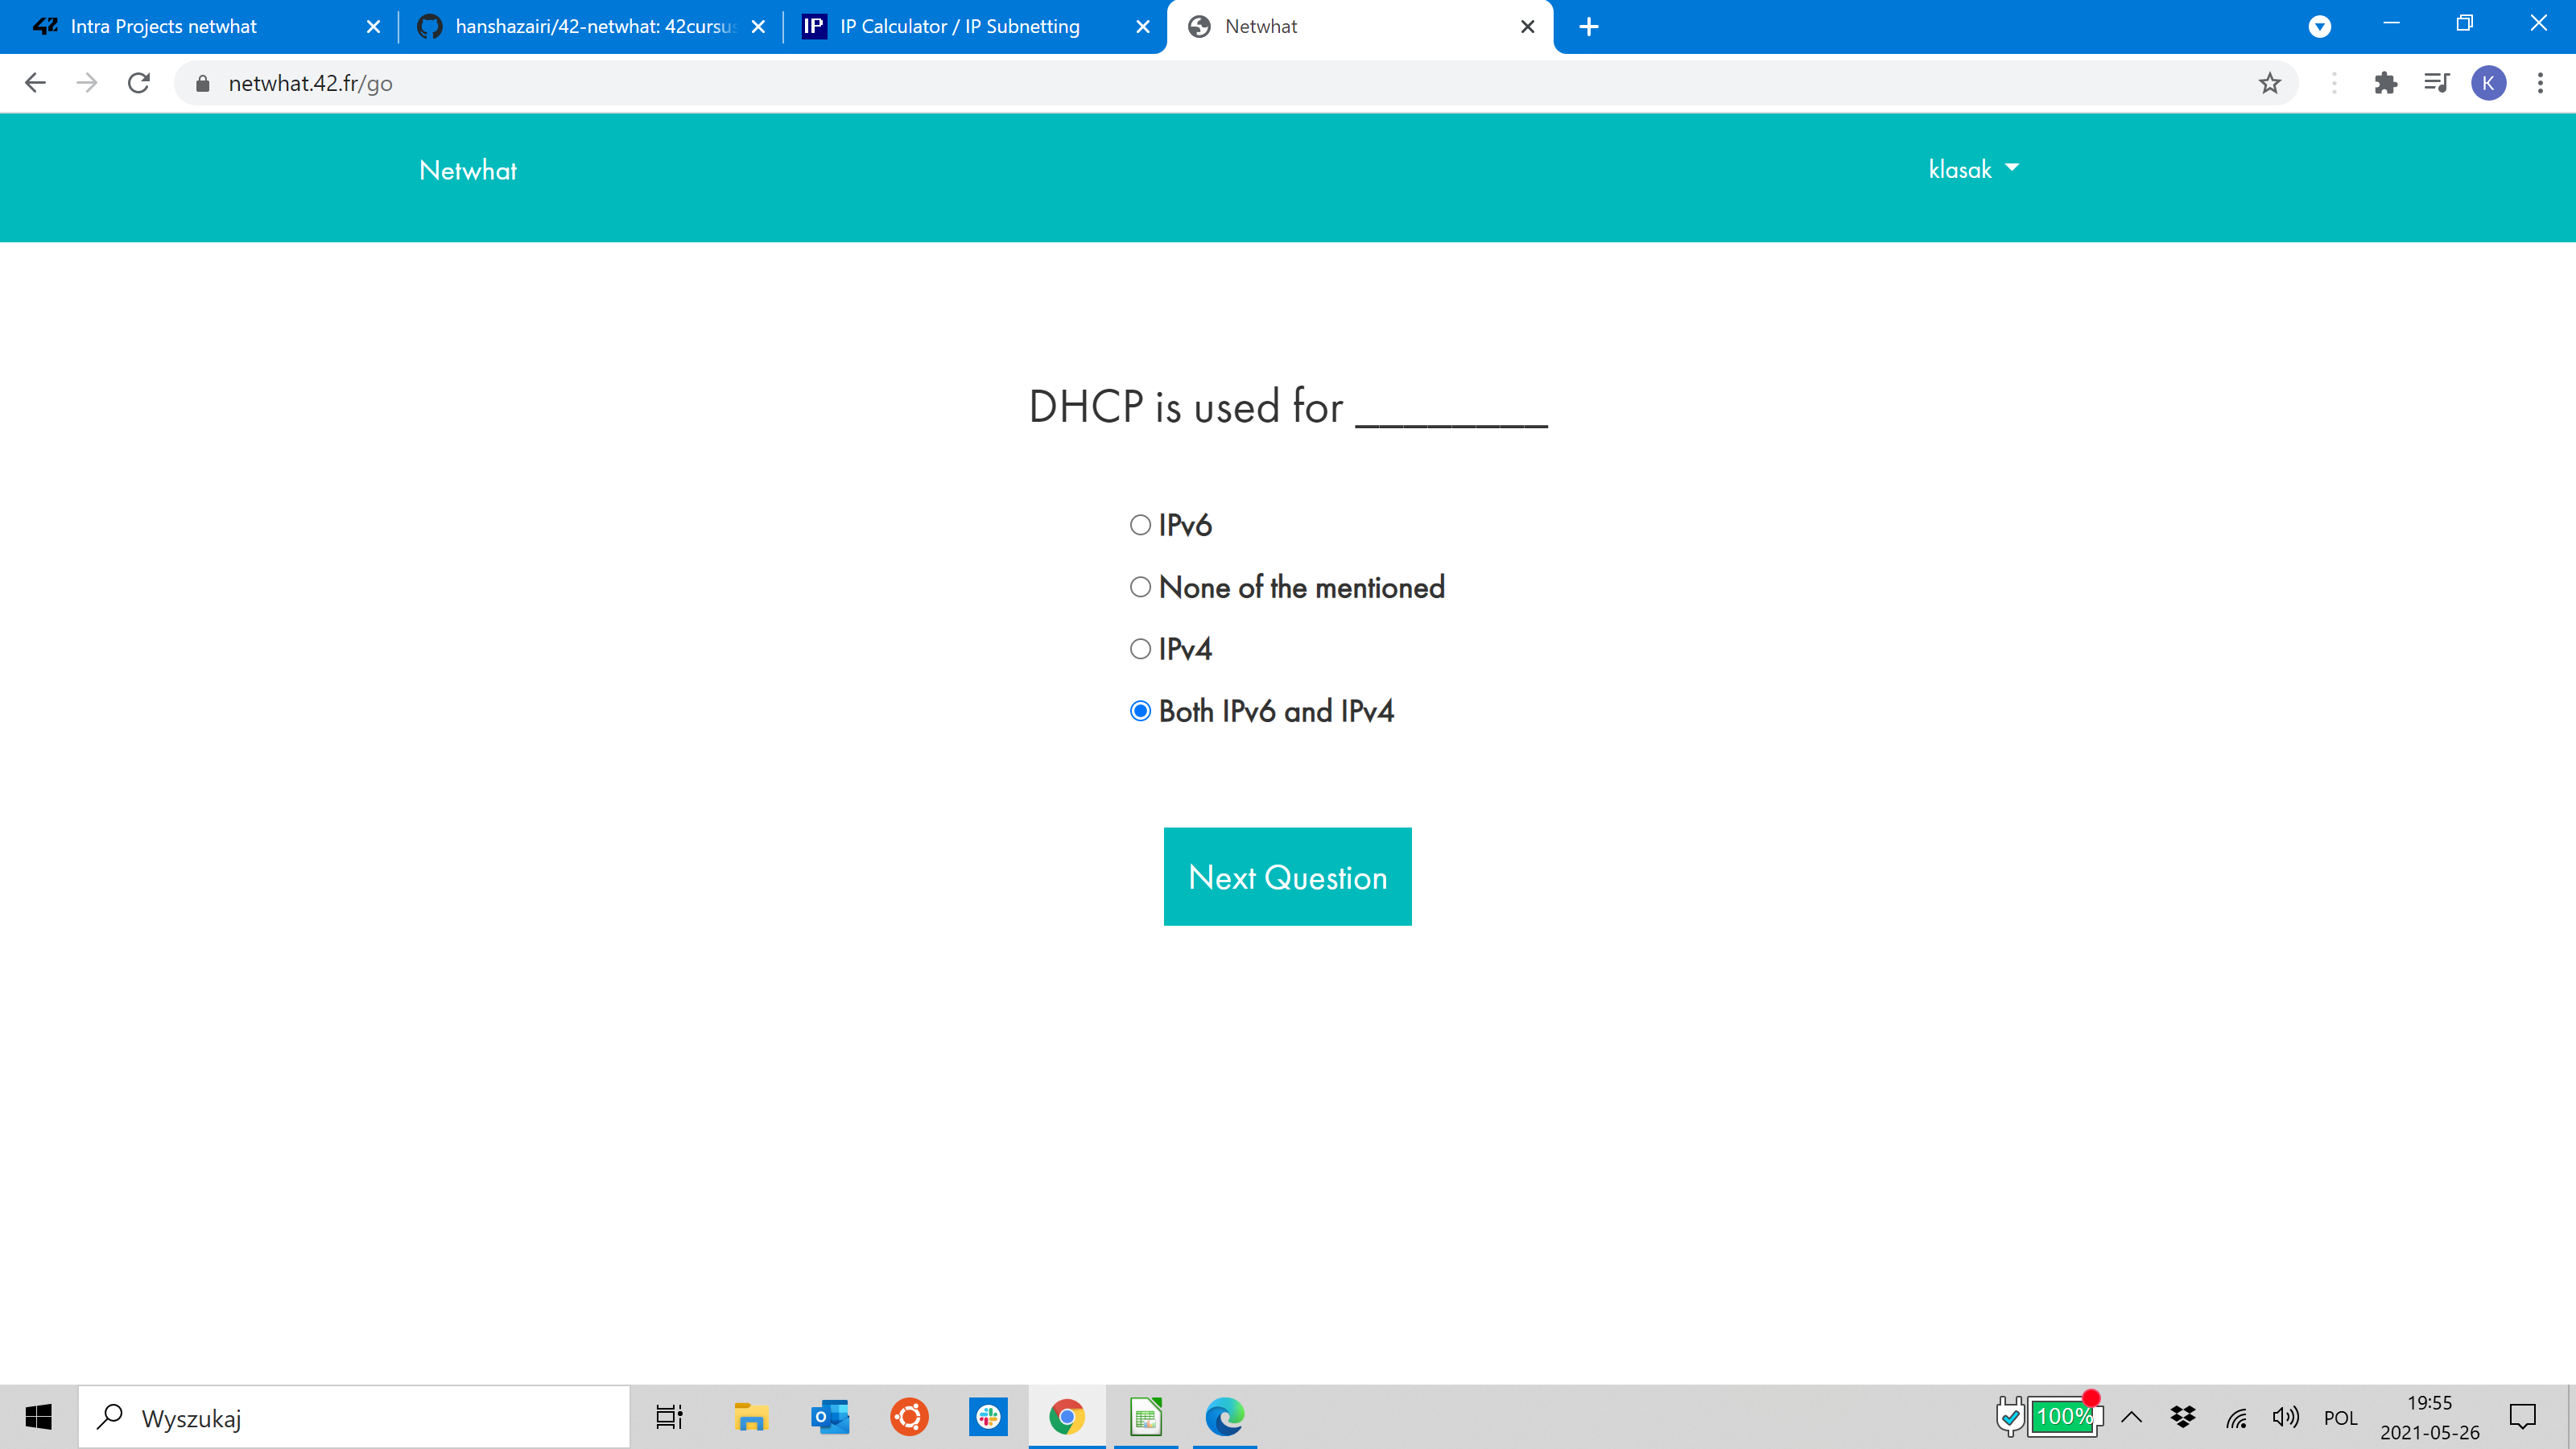 Intra Projects netwhat
hanshazairi/42-netwhat: 42cursus
IP
IP Calculator / IP Subnetting
Netwhat
netwhat.42.fr/go
K
Netwhat
klasak
DHCP is used for ________
IPv6
None of the mentioned
IPv4
Both IPv6 and IPv4
Next Question
Wyszukaj
100%
POL
19:55
2021-05-26